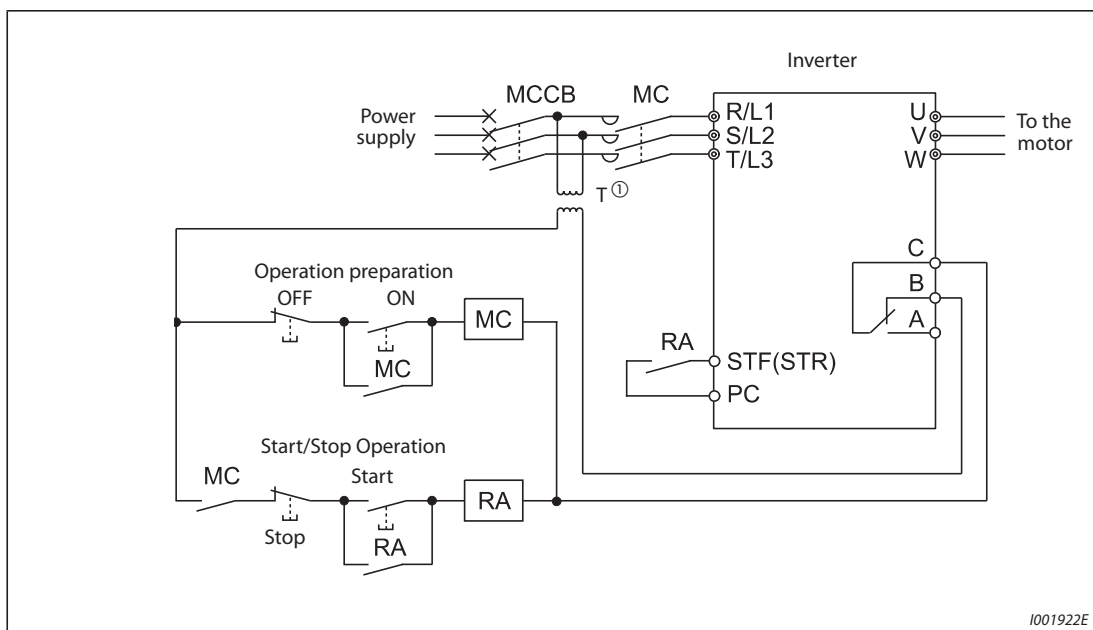 Inverter
MCCB
MC
Power
supply
R/L1
S/L2
T/L3
U
V
W
To the
motor
T ①
C
B
A
Operation preparation
OFF
ON
MC
MC
RA
STF(STR)
PC
Start/Stop Operation
MC
Start
Stop
RA
RA
I001922E